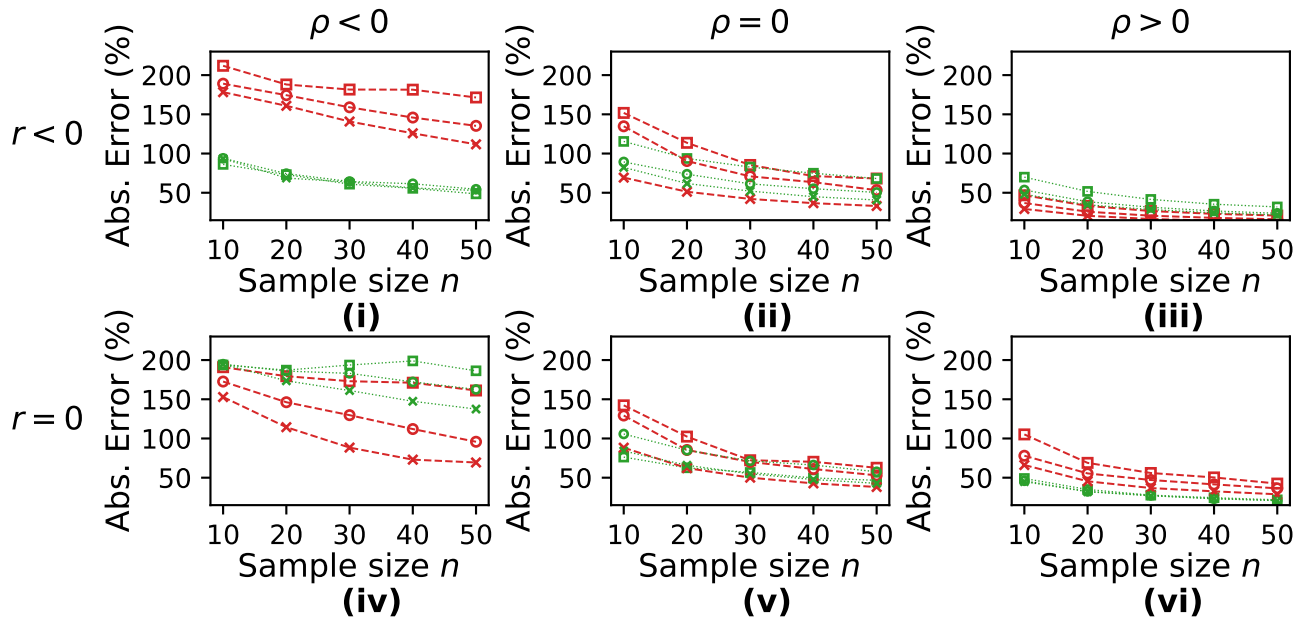 ρ < 0
ρ = 0
ρ > 0
r < 0
Abs. Error (%)
200
150
100
50
10 20 30 40 50
Sample size n
(i)
Abs. Error (%)
200
150
100
50
10 20 30 40 50
Sample size n
(ii)
Abs. Error (%)
200
150
100
50
10 20 30 40 50
Sample size n
(iii)
r = 0
Abs. Error (%)
200
150
100
50
10 20 30 40 50
Sample size n
(iv)
Abs. Error (%)
200
150
100
50
10 20 30 40 50
Sample size n
(v)
Abs. Error (%)
200
150
100
50
10 20 30 40 50
Sample size n
(vi)